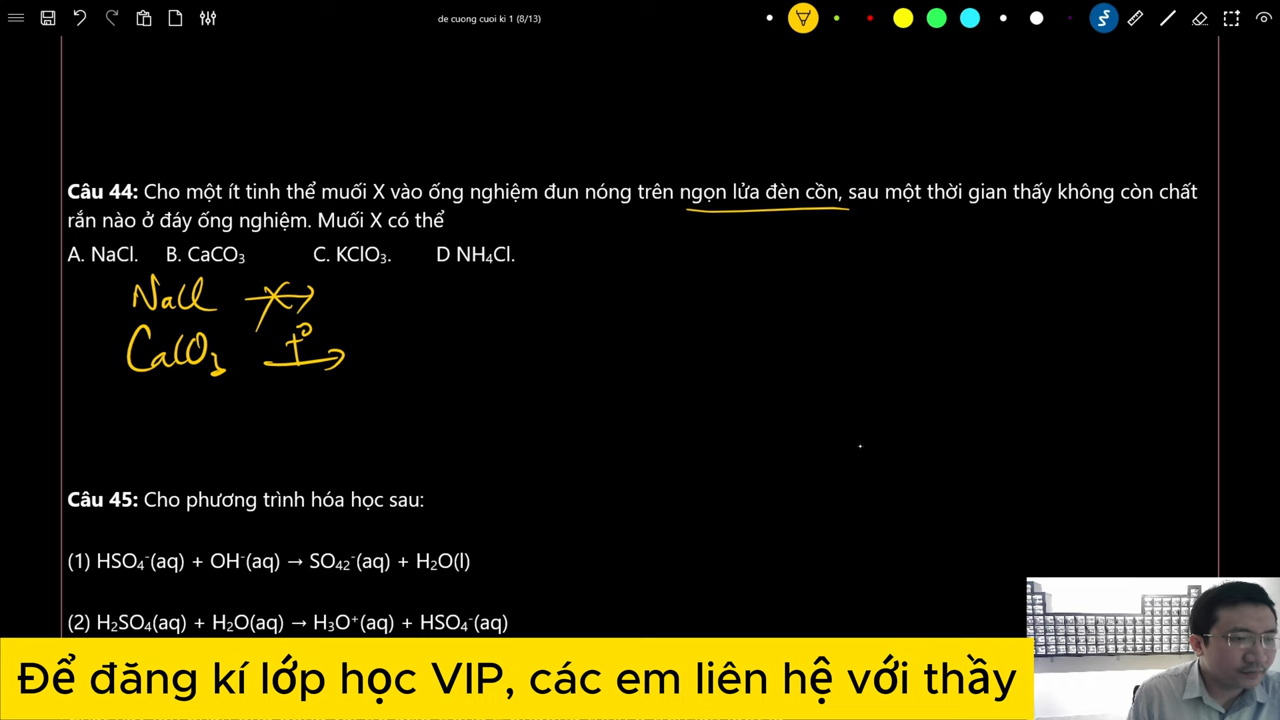 de cuong cuoi ki 1 (8/13)
Câu 44: Cho một ít tinh thể muối X vào ống nghiệm đun nóng trên ngọn lửa đèn cồn, sau một thời gian thấy không còn chất
rắn nào ở đáy ống nghiệm. Muối X có thể
A. NaCl. B. CaCO₃ C. KClO₃. D NH₄Cl.
NaCl
CaCO₃ t⁰
Câu 45: Cho phương trình hóa học sau:
(1) HSO₄⁻(aq) + OH⁻(aq) → SO₄₂⁻(aq) + H₂O(l)
(2) H₂SO₄(aq) + H₂O(aq) → H₃O⁺(aq) + HSO₄⁻(aq)
Để đăng kí lớp học VIP, các em liên hệ với thầy